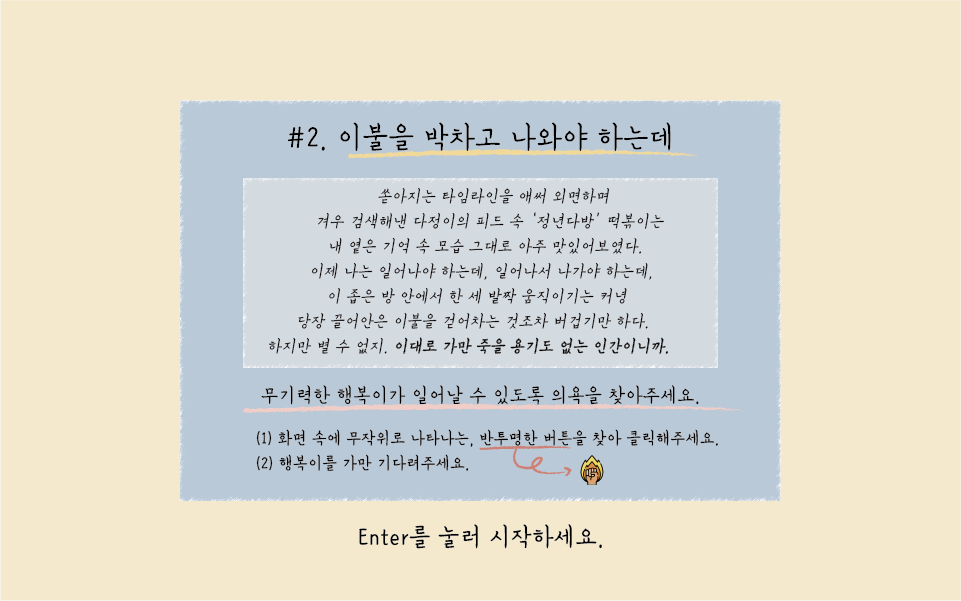 #2. 이불을 박차고 나와야 하는데
쏟아지는 타임라인을 애써 외면하며
겨우 검색해낸 다정이의 피드 속 '정년다방' 떡볶이는
내 옅은 기억 속 모습 그대로 아주 맛있어보였다.
이제 나는 일어나야 하는데, 일어나서 나가야 하는데,
이 좁은 방 안에서 한 세 발짝 움직이기는 커녕
당장 끌어안은 이불을 걷어차는 것조차 버겁기만 하다.
하지만 별 수 없지. 이대로 가만 죽을 용기도 없는 인간이니까.
무기력한 행복이가 일어날 수 있도록 의욕을 찾아주세요.
(1) 화면 속에 무작위로 나타나는, 반투명한 버튼을 찾아 클릭해주세요.
(2) 행복이를 가만 기다려주세요.
Enter를 눌러 시작하세요.